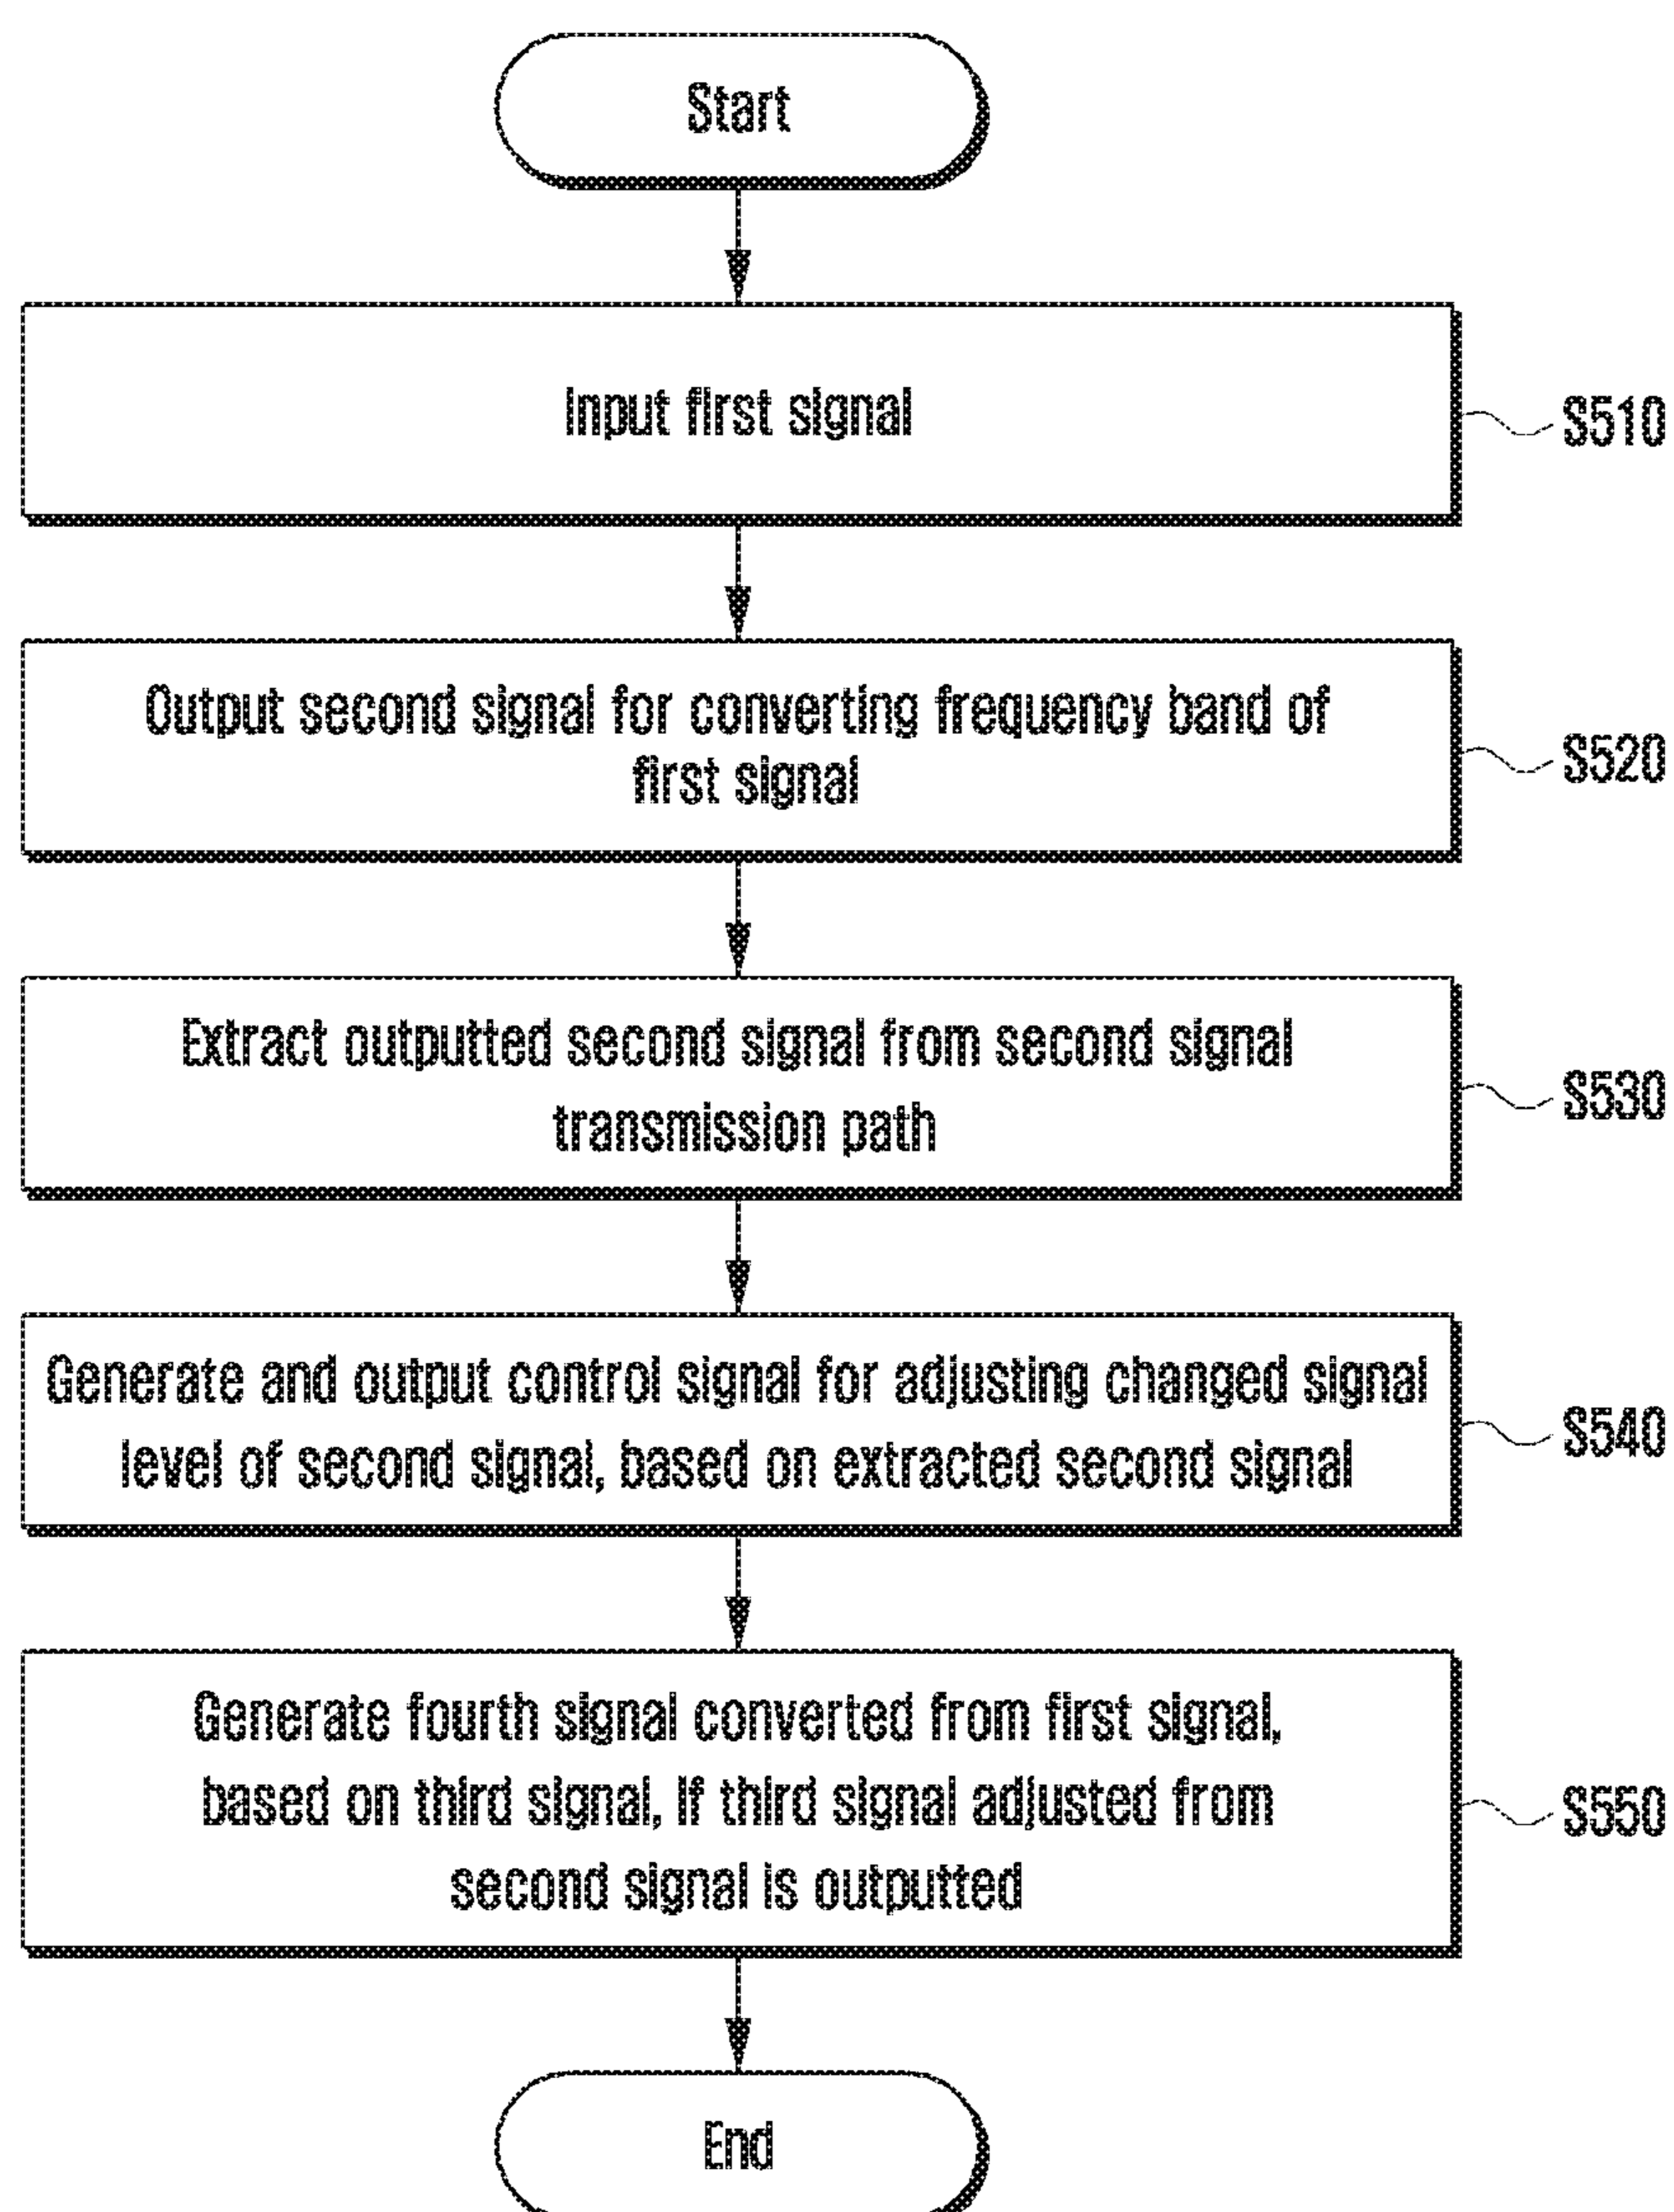 Start
Input first signal
S510
Output second signal for converting frequency band of
first signal
S520
Extract outputted second signal from second signal
transmission path
S530
Generate and output control signal for adjusting changed signal
level of second signal, based on extracted second signal
S540
Generate fourth signal converted from first signal,
based on third signal, if third signal adjusted from
second signal is outputted
S550
End